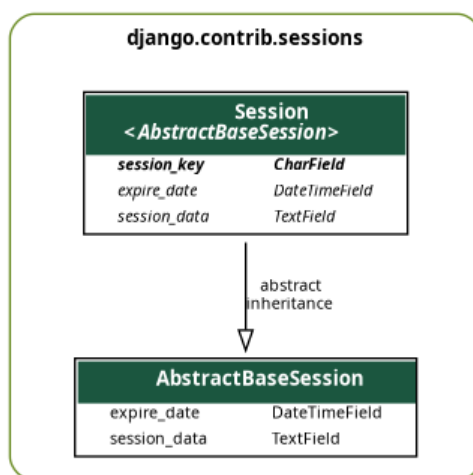 django.contrib.sessions
Session
<AbstractBaseSession>
session_key CharField
expire_date DateTimeField
session_data TextField
abstract
inheritance
AbstractBaseSession
expire_date DateTimeField
session_data TextField